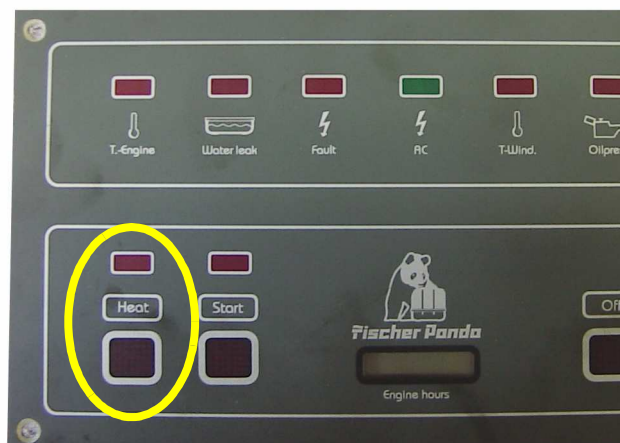 T.-Engine
Water leak
Fault
AC
T-Wind.
Heat
Start
Fischer Panda
Engine hours